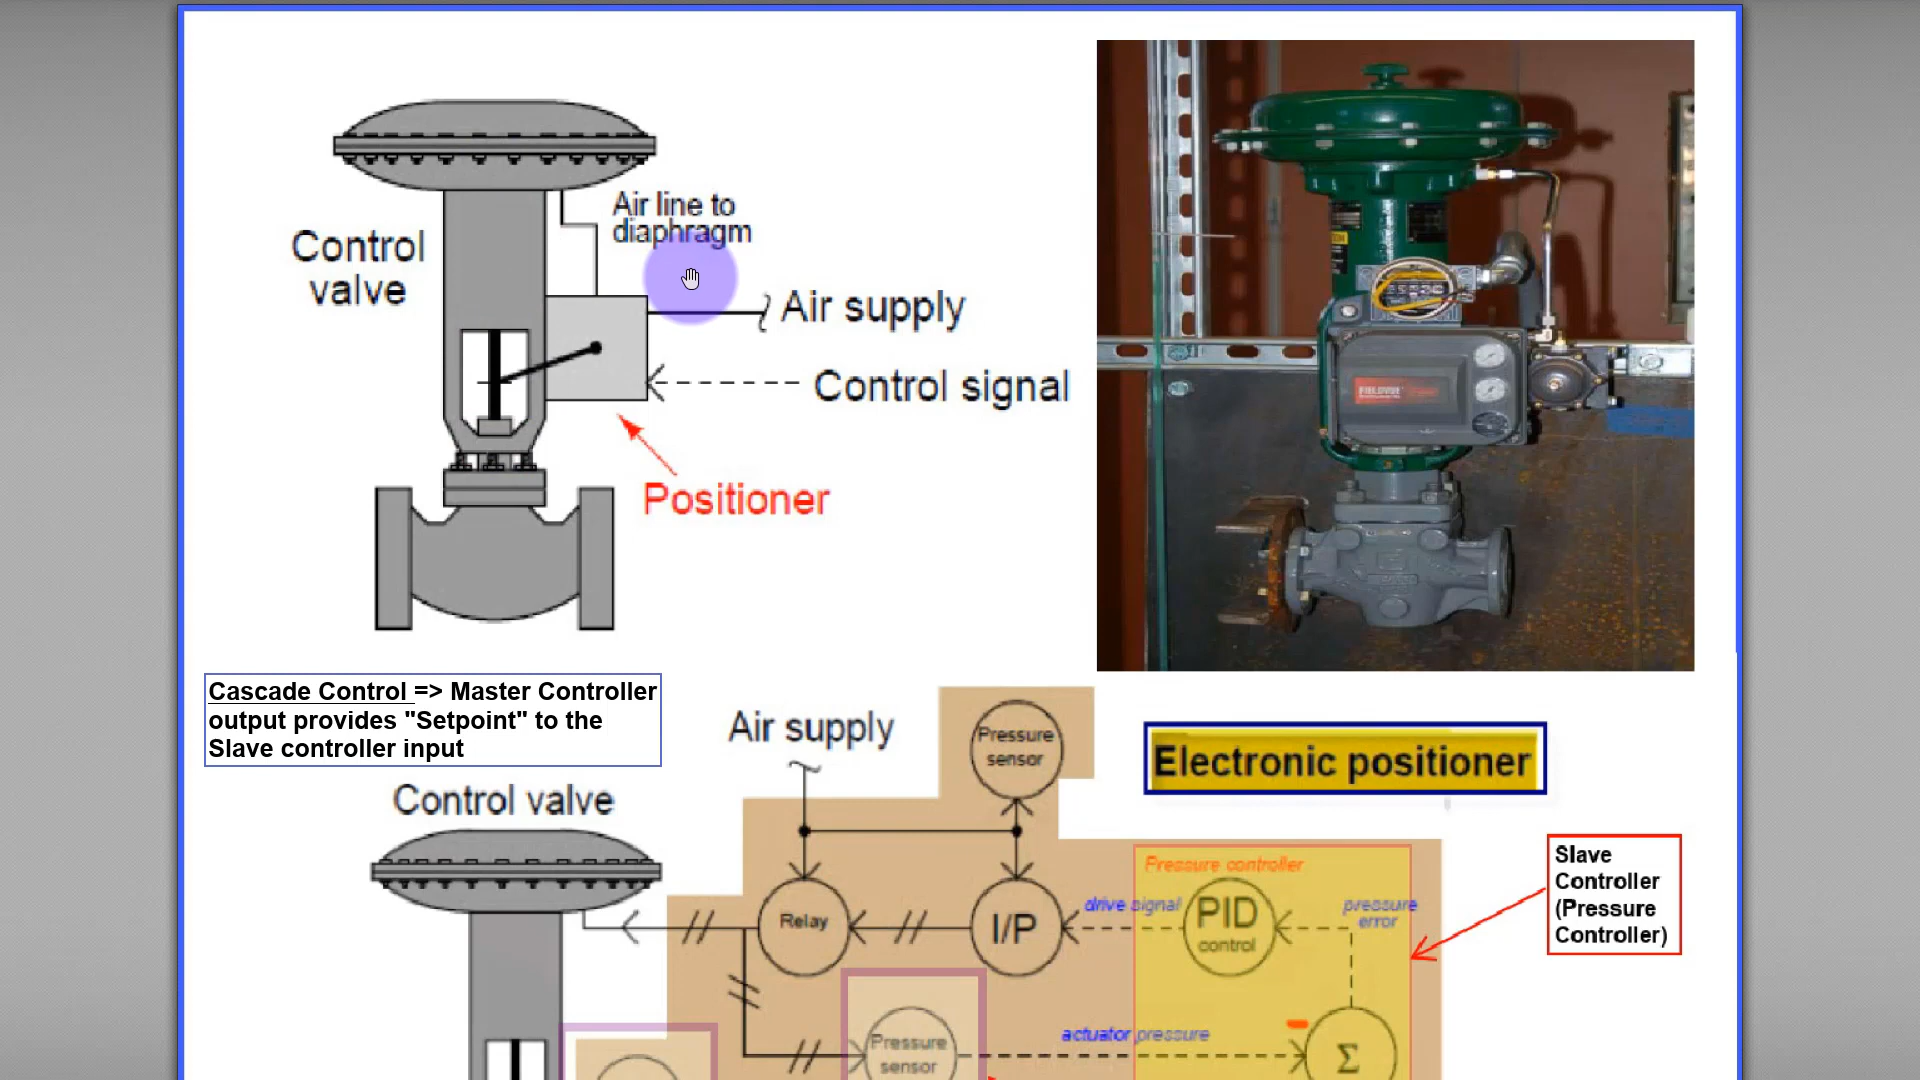 Air line to
diaphragm
Control
valve
Air supply
Control signal
Positioner
Cascade Control => Master Controller
output provides "Setpoint" to the
Slave controller input
Air supply
Pressure
sensor
Electronic positioner
Control valve
Slave
Controller
(Pressure
Controller)
Pressure controller
Relay
I/P
drive signal
PID
control
pressure
error
actuator pressure
Pressure
sensor
Σ